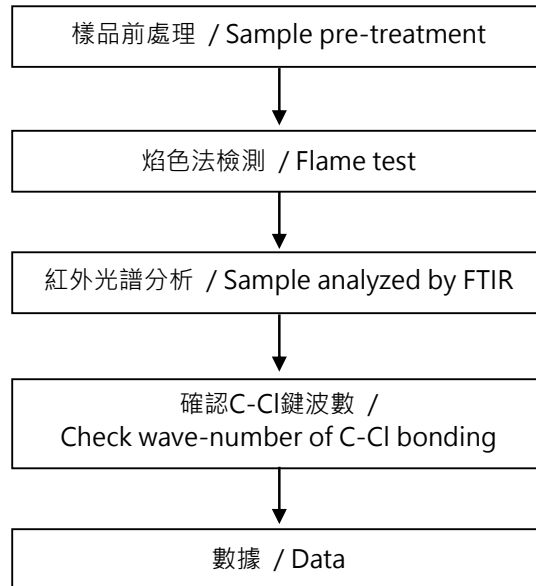 樣品前處理 / Sample pre-treatment
焰色法檢測 / Flame test
紅外光譜分析 / Sample analyzed by FTIR
確認C-Cl鍵波數 /
Check wave-number of C-Cl bonding
數據 / Data